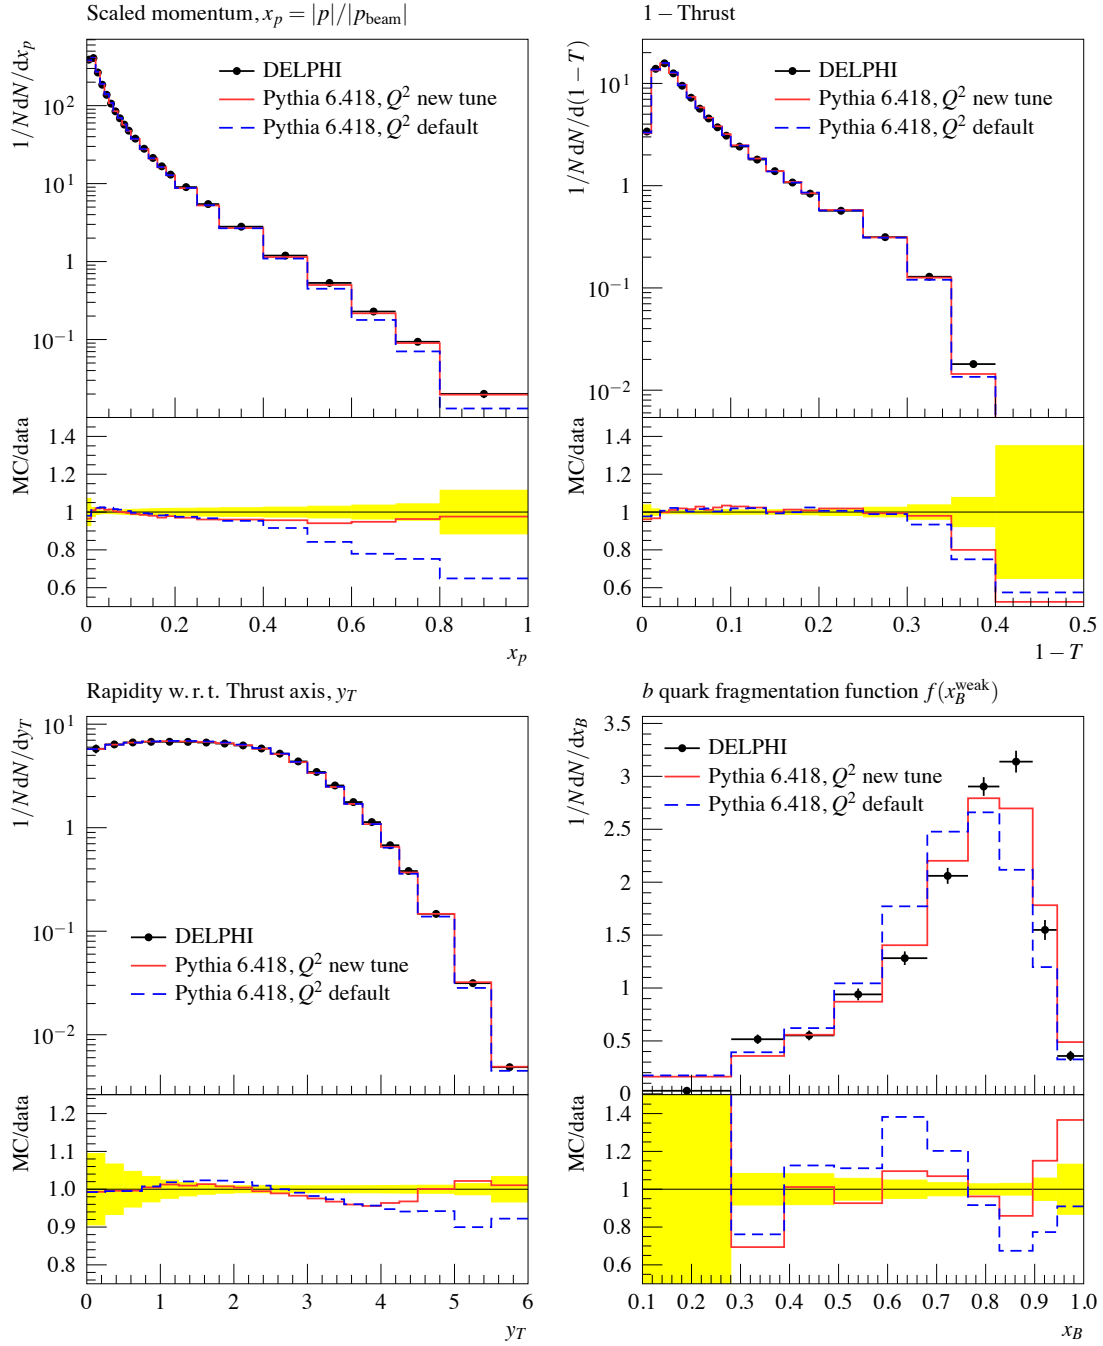 Scaled momentum, x_p = |p|/|p_beam|
1/N dN/dx_p
DELPHI
Pythia 6.418, Q² new tune
Pythia 6.418, Q² default
10²
10¹
1
10⁻¹
MC/data
1.4
1.2
1
0.8
0.6
0 0.2 0.4 0.6 0.8 1
x_p
1 − Thrust
1/N dN/d(1 − T)
DELPHI
Pythia 6.418, Q² new tune
Pythia 6.418, Q² default
10¹
1
10⁻¹
10⁻²
MC/data
1.4
1.2
1
0.8
0.6
0 0.1 0.2 0.3 0.4 0.5
1 − T
Rapidity w. r. t. Thrust axis, y_T
1/N dN/dy_T
10¹
1
10⁻¹
10⁻²
DELPHI
Pythia 6.418, Q² new tune
Pythia 6.418, Q² default
MC/data
1.2
1.1
1.0
0.9
0.8
0 1 2 3 4 5 6
y_T
b quark fragmentation function f(x_B^weak)
1/N dN/dx_B
DELPHI
Pythia 6.418, Q² new tune
Pythia 6.418, Q² default
3.5
3
2.5
2
1.5
1
0.5
0
MC/data
1.4
1.2
1
0.8
0.6
0.1 0.2 0.3 0.4 0.5 0.6 0.7 0.8 0.9 1.0
x_B